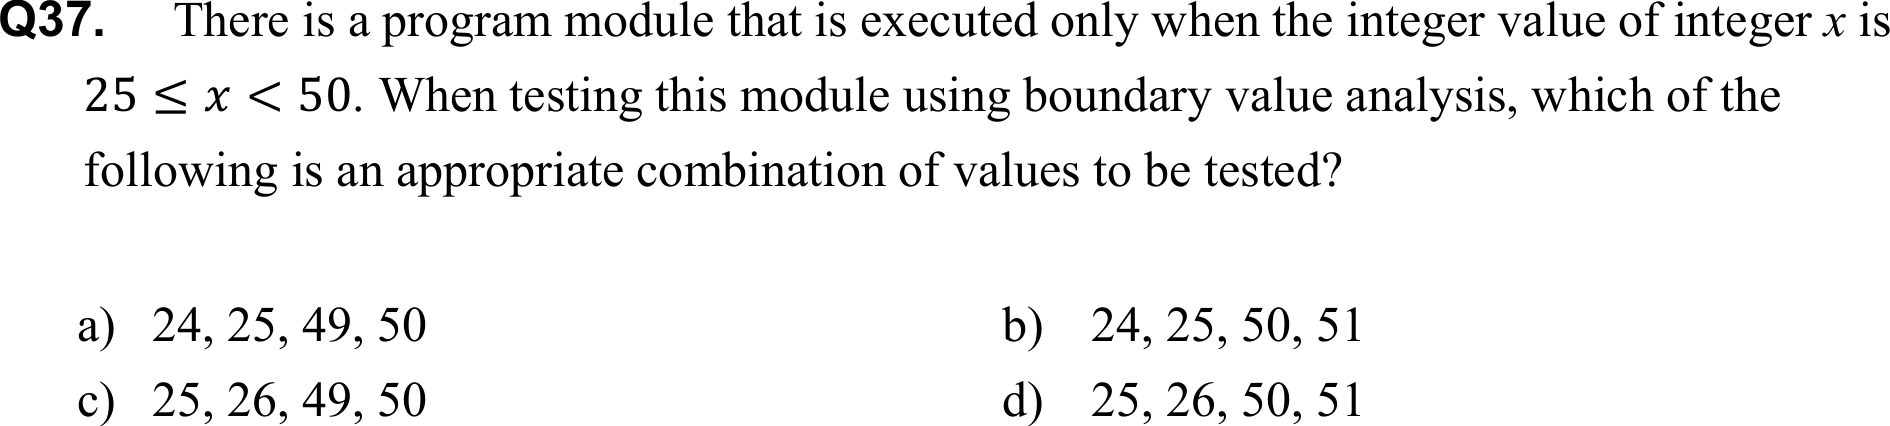 Q37. There is a program module that is executed only when the integer value of integer x is
25 ≤ x < 50. When testing this module using boundary value analysis, which of the
following is an appropriate combination of values to be tested?
a) 24, 25, 49, 50 b) 24, 25, 50, 51
c) 25, 26, 49, 50 d) 25, 26, 50, 51